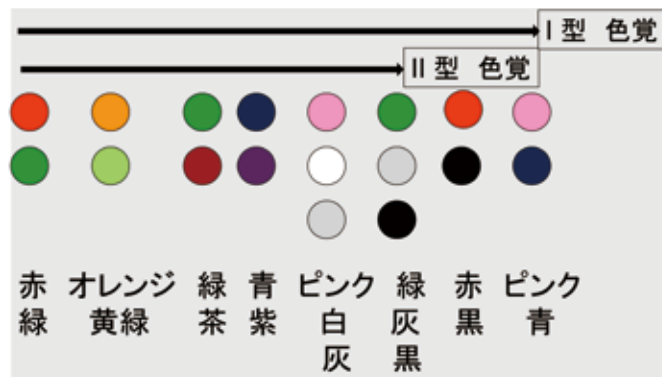 I型 色覚
II型 色覚
赤 オレンジ 緑 青 ピンク 緑 赤 ピンク
緑 黄緑 茶 紫 白 灰 黒 青
灰 黒